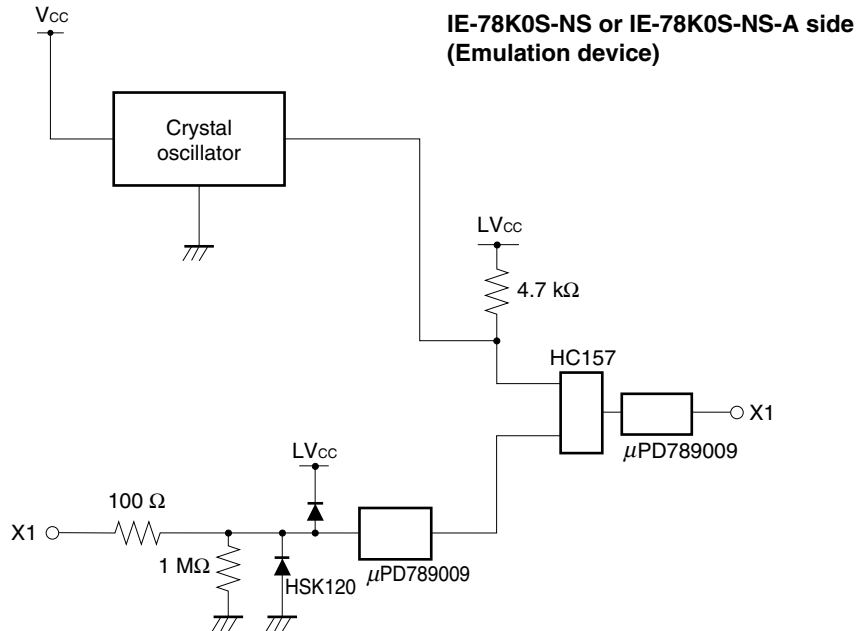 VCC
IE-78K0S-NS or IE-78K0S-NS-A side
(Emulation device)
Crystal
oscillator
LVCC
4.7 kΩ
HC157
X1
μPD789009
LVCC
100 Ω
X1
1 MΩ
HSK120
μPD789009